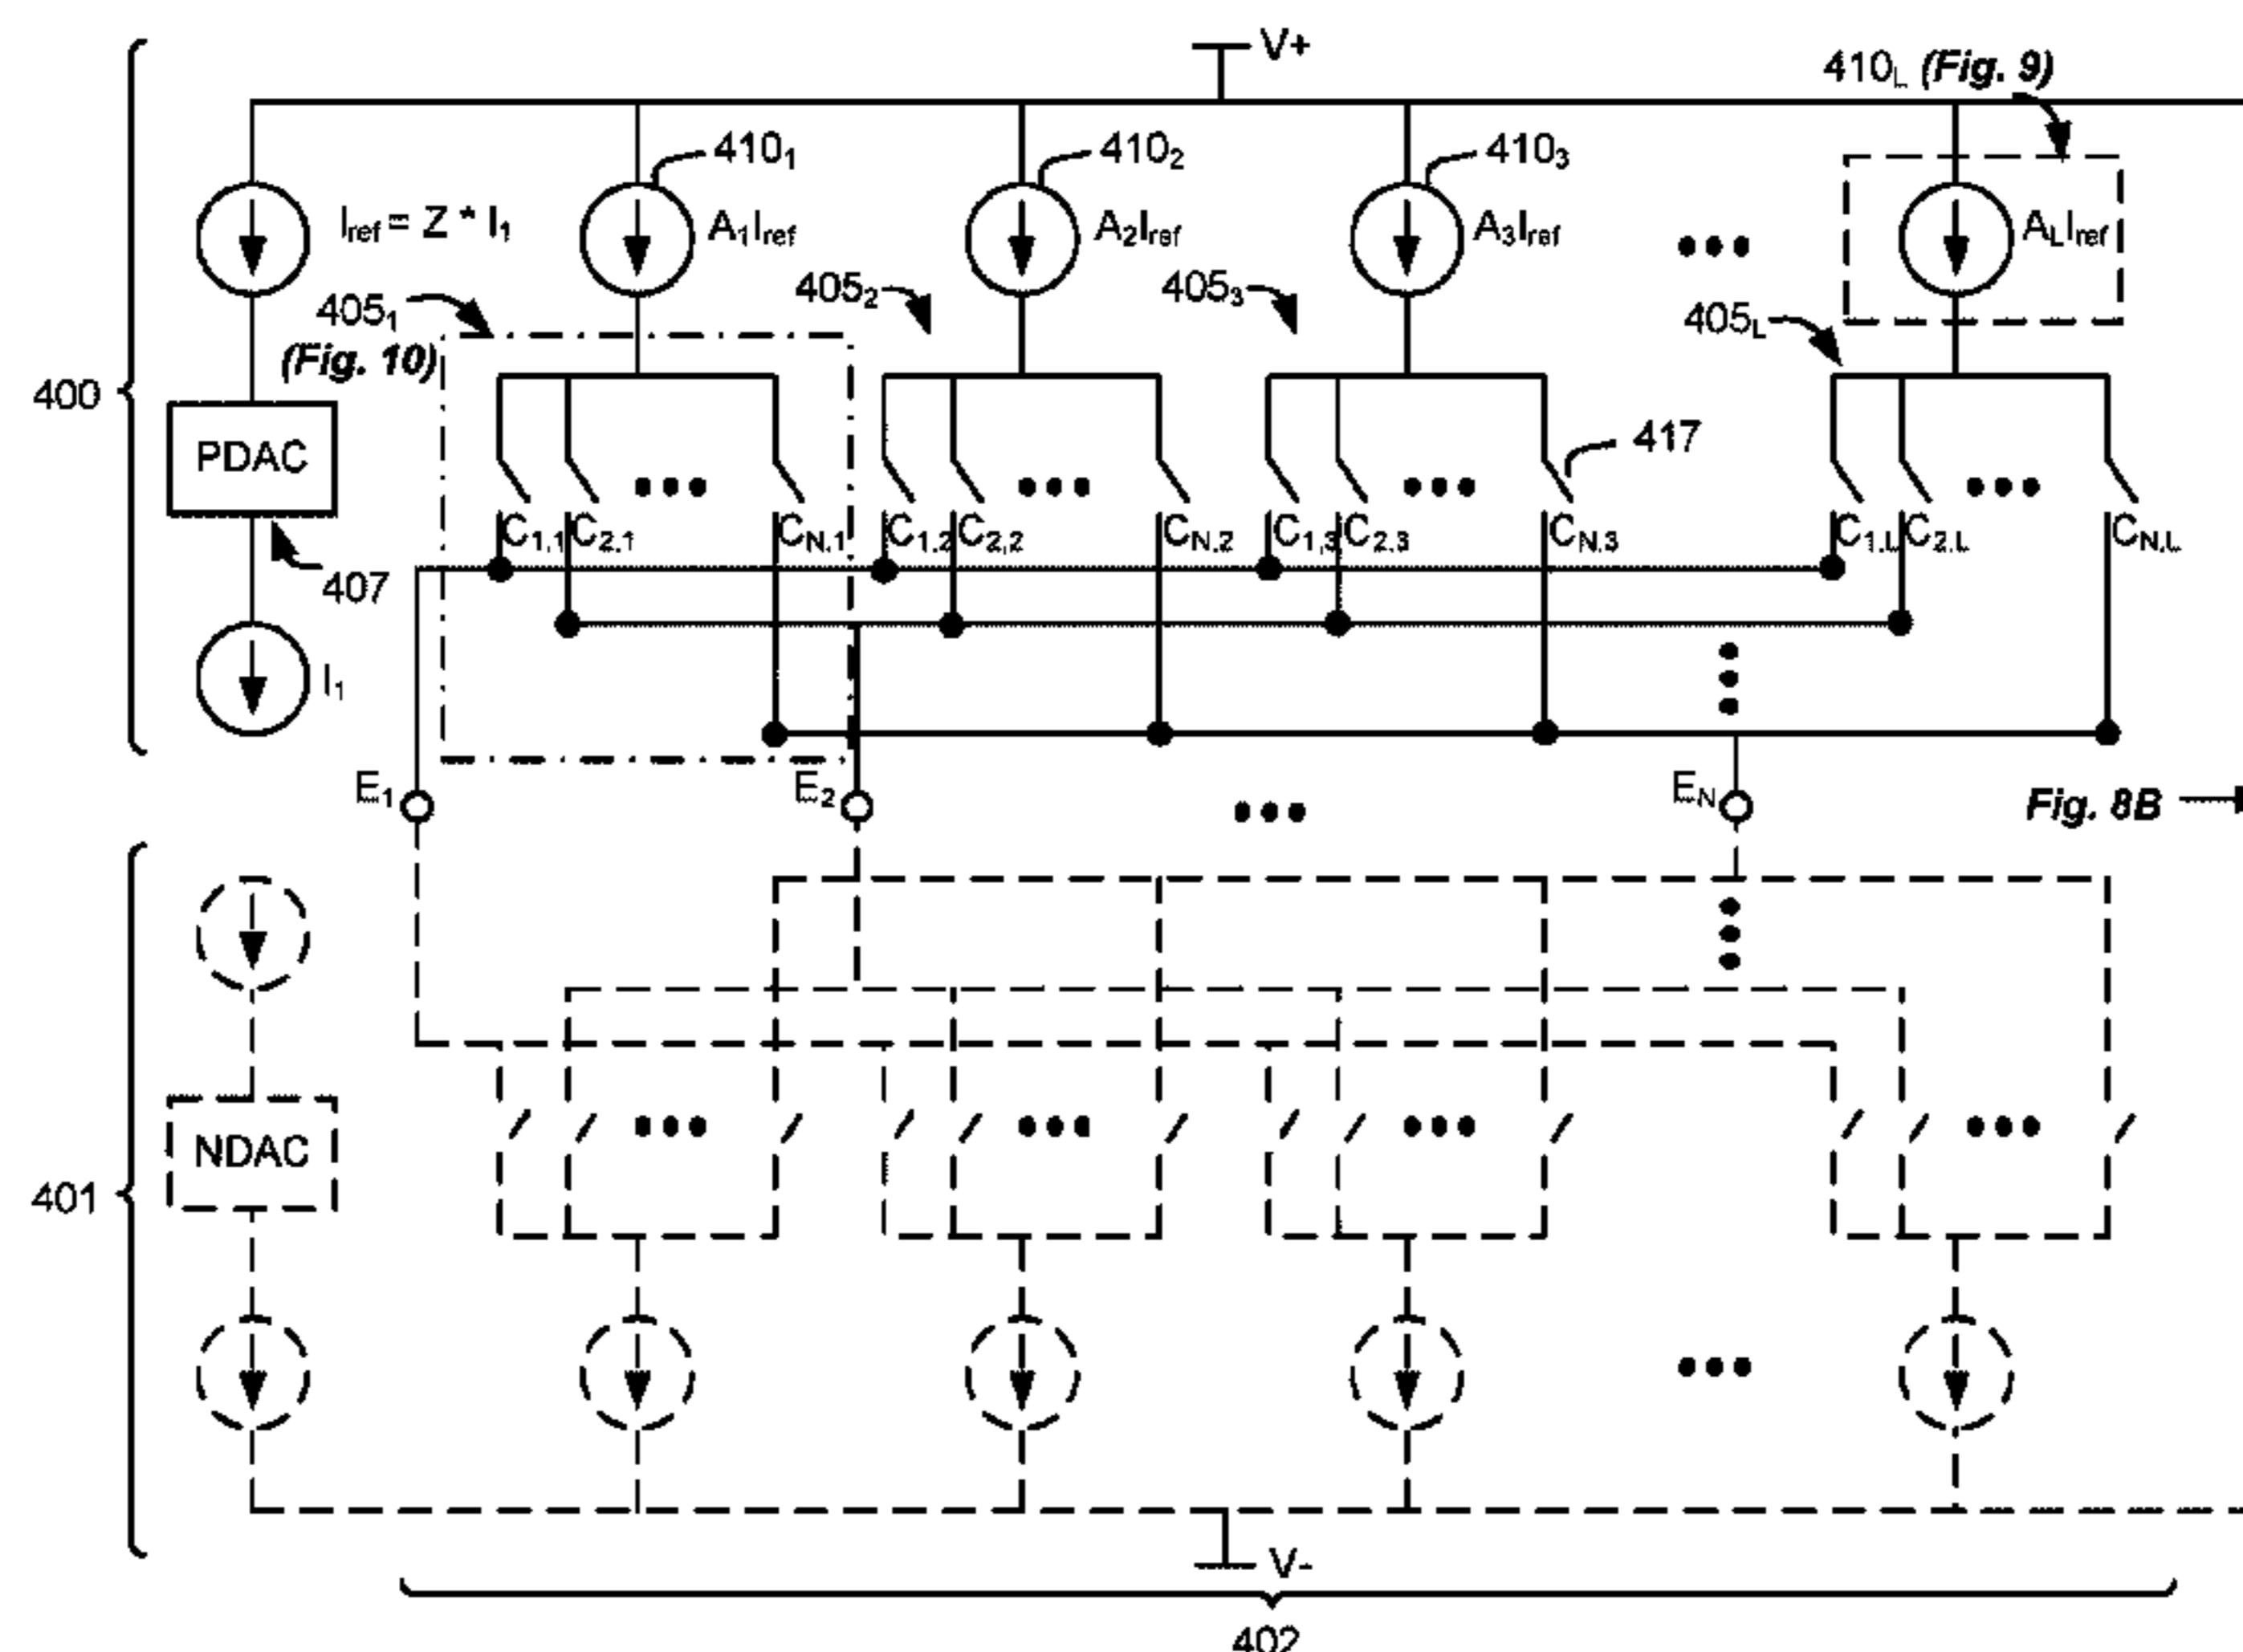 V+
410L (Fig. 9)
4101
4102
4103
Iref = Z * I1
A1Iref
A2Iref
A3Iref
ALIref
4051
(Fig. 10)
4052
4053
405L
400
PDAC
417
C1,1 C2,1 CN,1 C1,2 C2,2 CN,2 C1,3 C2,3 CN,3 C1,L C2,L CN,L
407
I1
E1
E2
EN
Fig. 8B
401
NDAC
V-
402